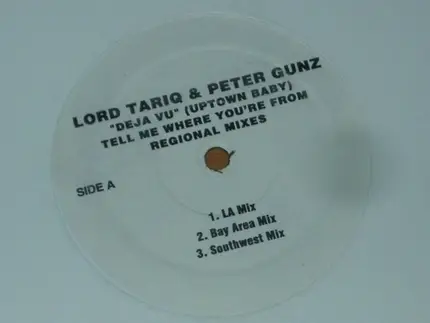 LORD TARIQ & PETER GUNZ
"DEJA VU" (UPTOWN BABY)
TELL ME WHERE YOU'RE FROM
REGIONAL MIXES
SIDE A
1. LA Mix
2. Bay Area Mix
3. Southwest Mix